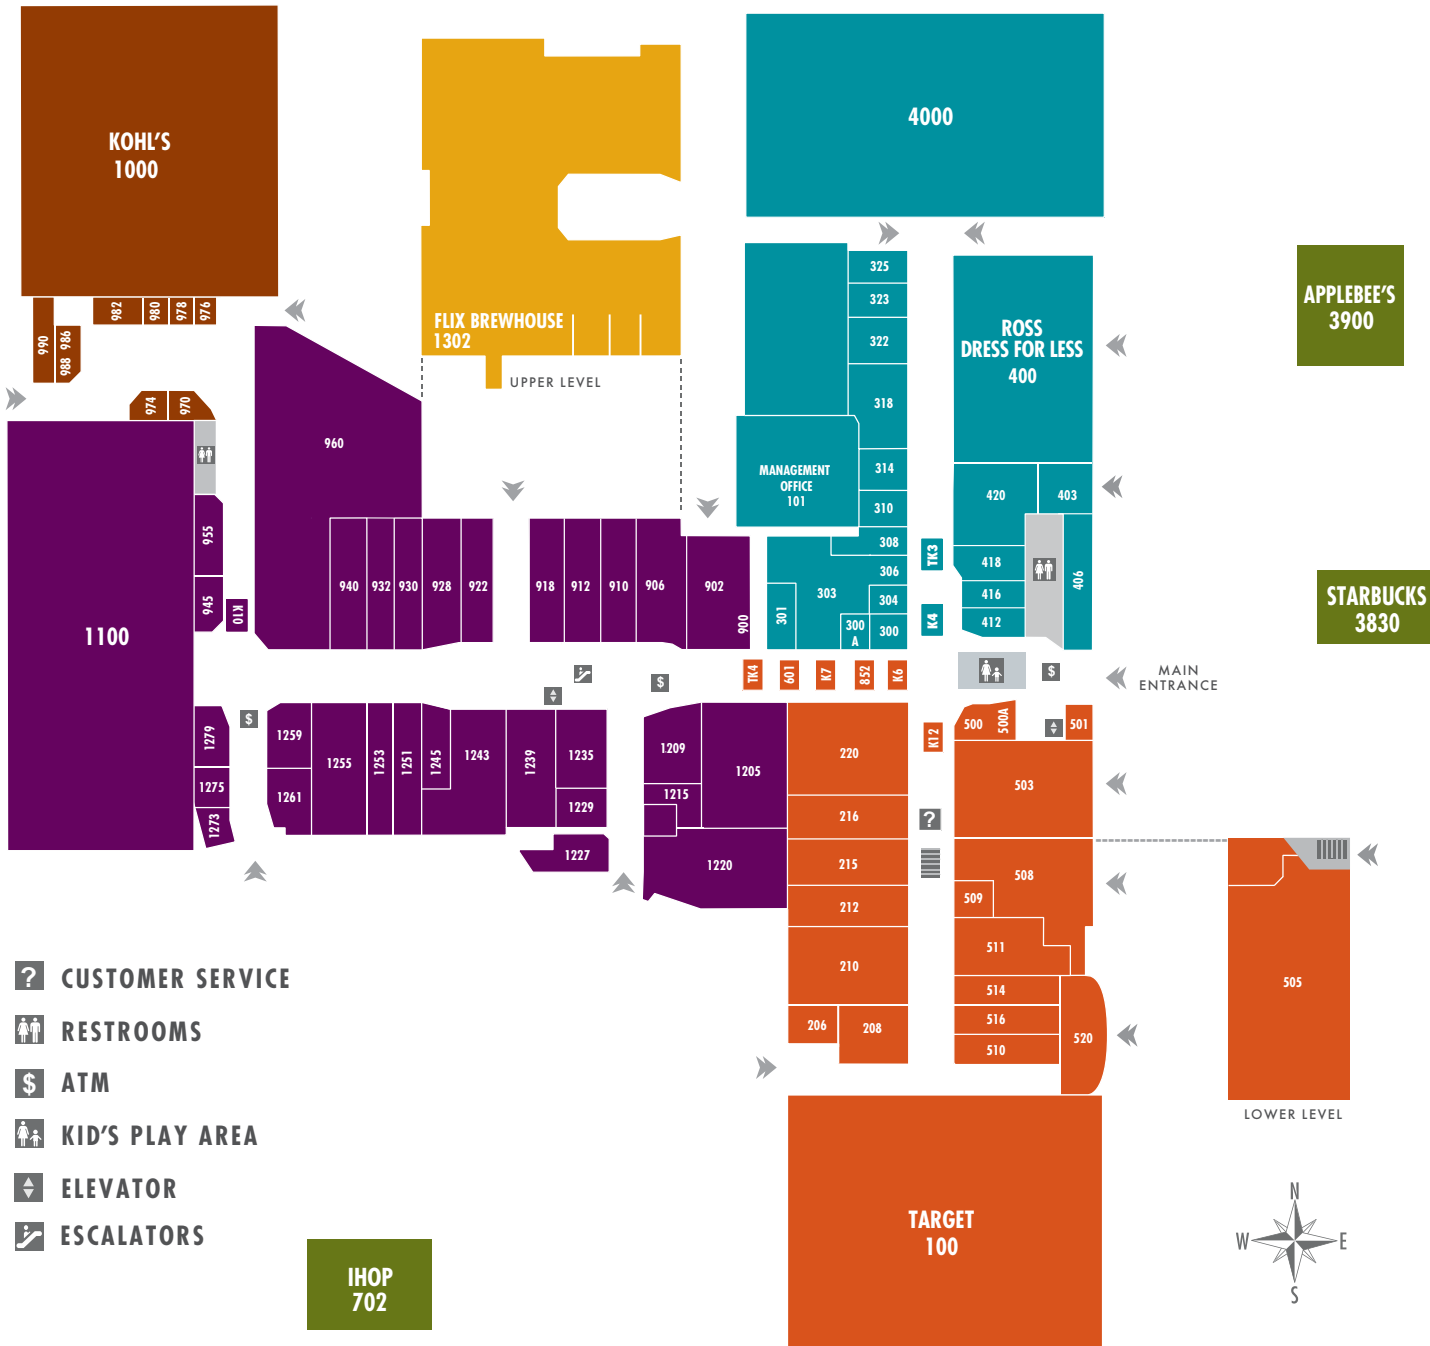 KOHL'S
1000
4000
FLIX BREWHOUSE
1302
UPPER LEVEL
982
980
978
976
990
988
986
974
970
325
323
322
318
314
310
308
306
304
303
301
300
A
300
MANAGEMENT
OFFICE
101
ROSS
DRESS FOR LESS
400
420
403
418
416
412
406
TK3
K4
APPLEBEE'S
3900
STARBUCKS
3830
960
955
945
K10
1100
940
932
930
928
922
918
912
910
906
902
900
TK4
601
K7
852
K6
$
$
$
MAIN
ENTRANCE
1279
1275
1273
1259
1261
1255
1253
1251
1245
1243
1239
1235
1229
1227
1209
1215
1205
1220
220
216
215
212
210
206
208
K12
?
500
500A
501
503
508
509
511
514
516
510
520
505
LOWER LEVEL
TARGET
100
? CUSTOMER SERVICE
RESTROOMS
$ ATM
KID'S PLAY AREA
ELEVATOR
ESCALATORS
IHOP
702
N
W E
S